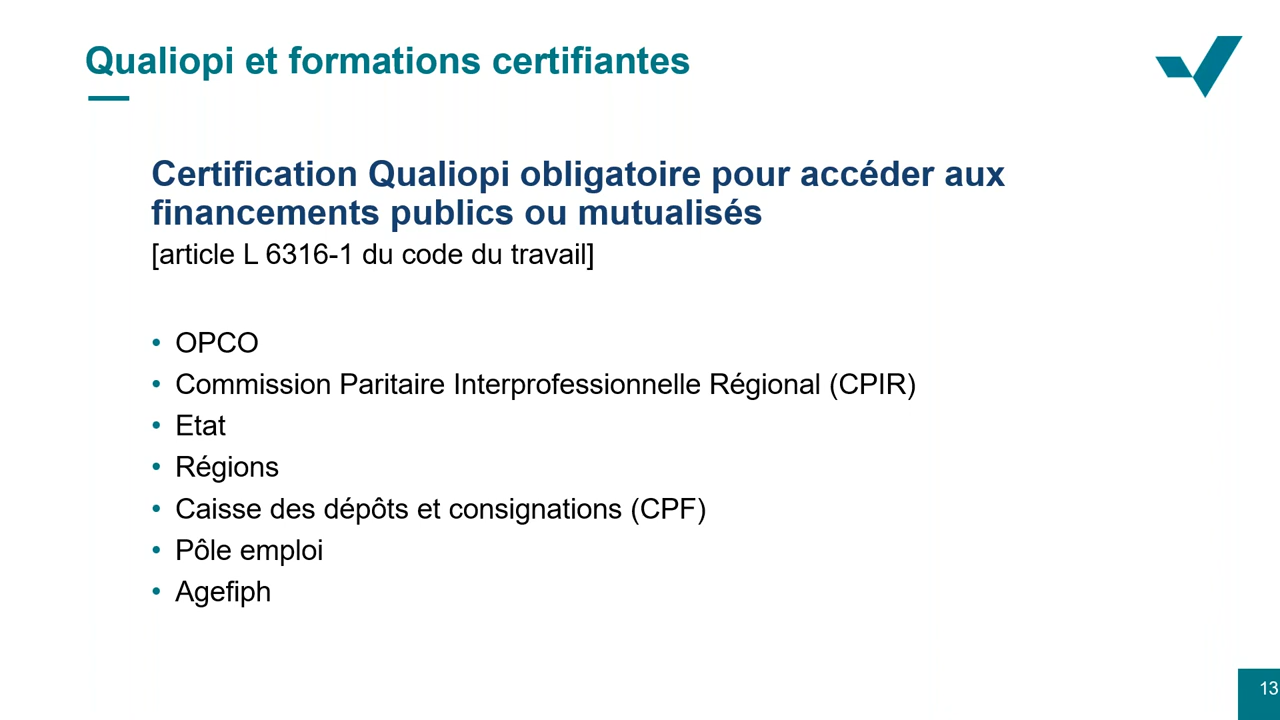 Qualiopi et formations certifiantes
Certification Qualiopi obligatoire pour accéder aux
financements publics ou mutualisés
[article L 6316-1 du code du travail]
• OPCO
• Commission Paritaire Interprofessionnelle Régional (CPIR)
• Etat
• Régions
• Caisse des dépôts et consignations (CPF)
• Pôle emploi
• Agefiph
13